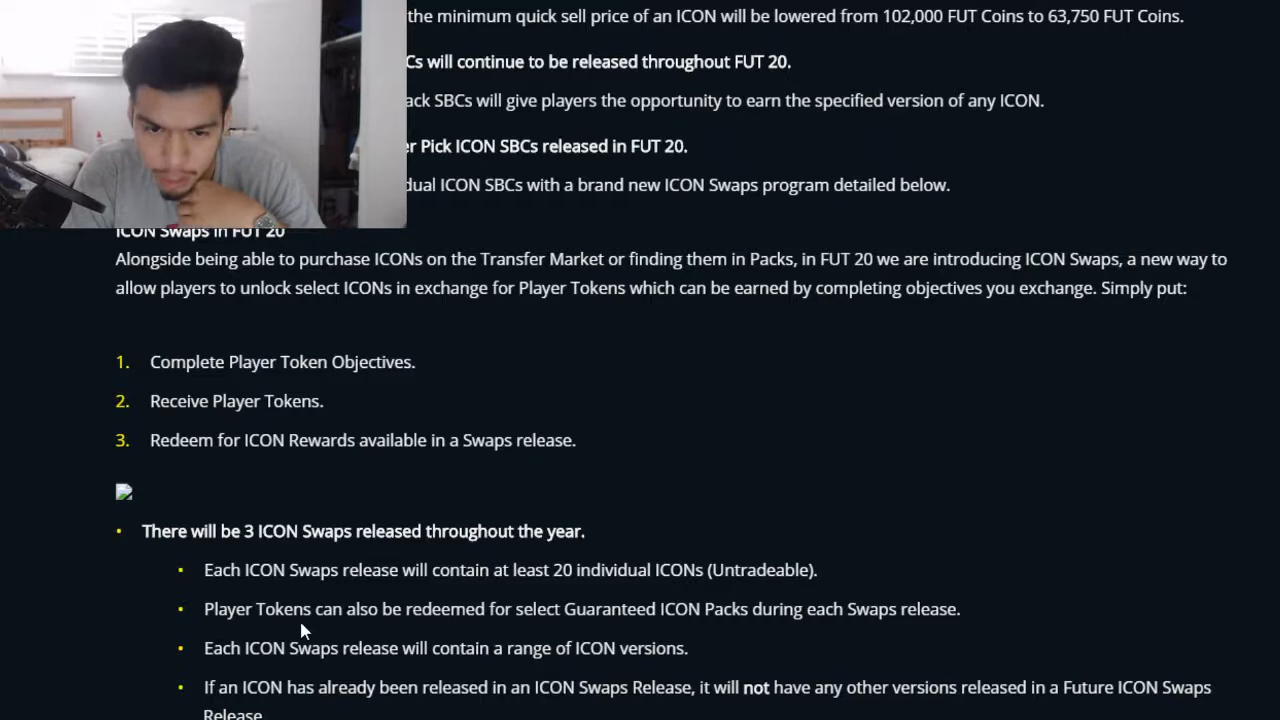 the minimum quick sell price of an ICON will be lowered from 102,000 FUT Coins to 63,750 FUT Coins.
Cs will continue to be released throughout FUT 20.
ack SBCs will give players the opportunity to earn the specified version of any ICON.
er Pick ICON SBCs released in FUT 20.
dual ICON SBCs with a brand new ICON Swaps program detailed below.
ICON Swaps in FUT 20
Alongside being able to purchase ICONs on the Transfer Market or finding them in Packs, in FUT 20 we are introducing ICON Swaps, a new way to
allow players to unlock select ICONs in exchange for Player Tokens which can be earned by completing objectives you exchange. Simply put:
1. Complete Player Token Objectives.
2. Receive Player Tokens.
3. Redeem for ICON Rewards available in a Swaps release.
• There will be 3 ICON Swaps released throughout the year.
• Each ICON Swaps release will contain at least 20 individual ICONs (Untradeable).
• Player Tokens can also be redeemed for select Guaranteed ICON Packs during each Swaps release.
• Each ICON Swaps release will contain a range of ICON versions.
• If an ICON has already been released in an ICON Swaps Release, it will not have any other versions released in a Future ICON Swaps
Release.